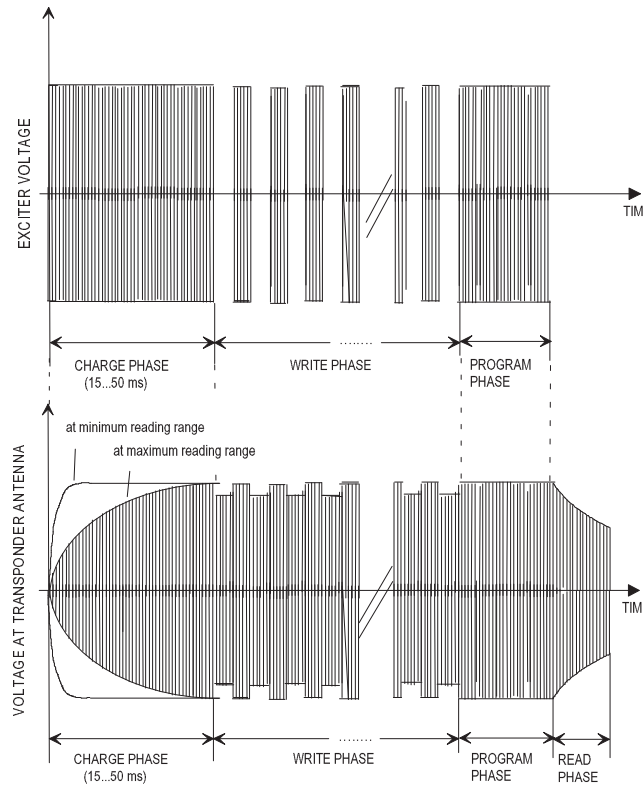 EXCITER VOLTAGE
TIM
........
CHARGE PHASE
(15...50 ms)
WRITE PHASE
PROGRAM
PHASE
VOLTAGE AT TRANSPONDER ANTENNA
at minimum reading range
at maximum reading range
TIM
........
CHARGE PHASE
(15...50 ms)
WRITE PHASE
PROGRAM
PHASE
READ
PHASE